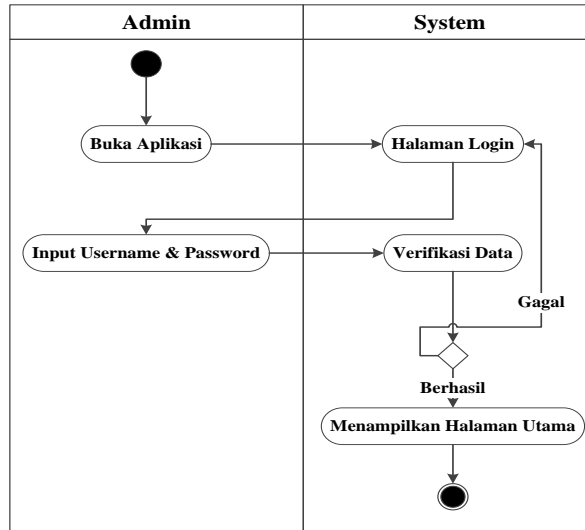 Admin
System
Buka Aplikasi
Halaman Login
Input Username & Password
Verifikasi Data
Gagal
Berhasil
Menampilkan Halaman Utama